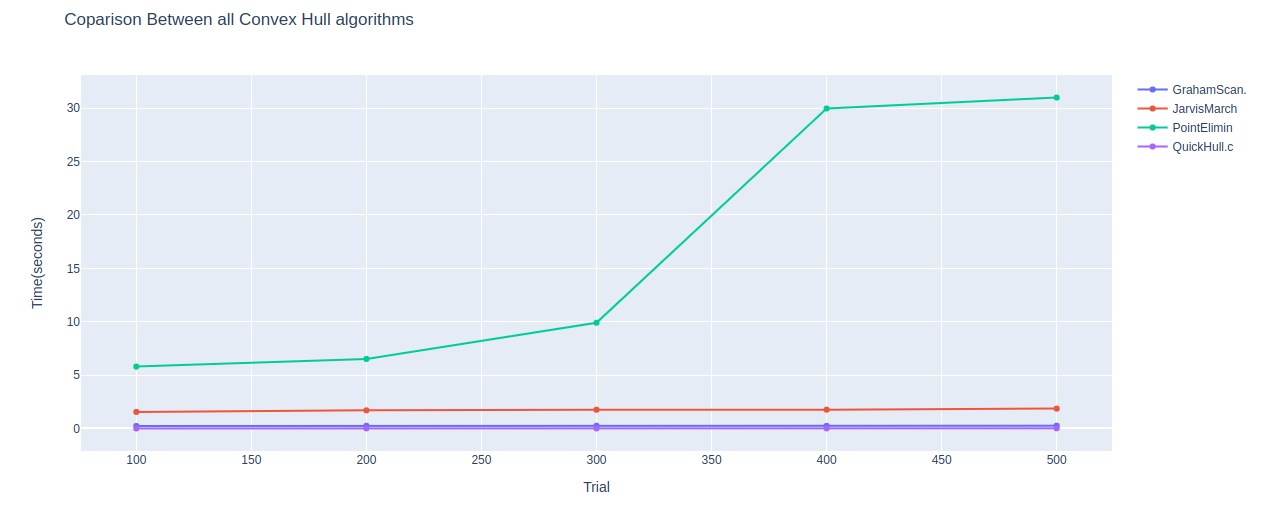 Coparison Between all Convex Hull algorithms
GrahamScan.
JarvisMarch
PointElimin
QuickHull.c
30
25
20
15
10
5
0
Time(seconds)
100 150 200 250 300 350 400 450 500
Trial